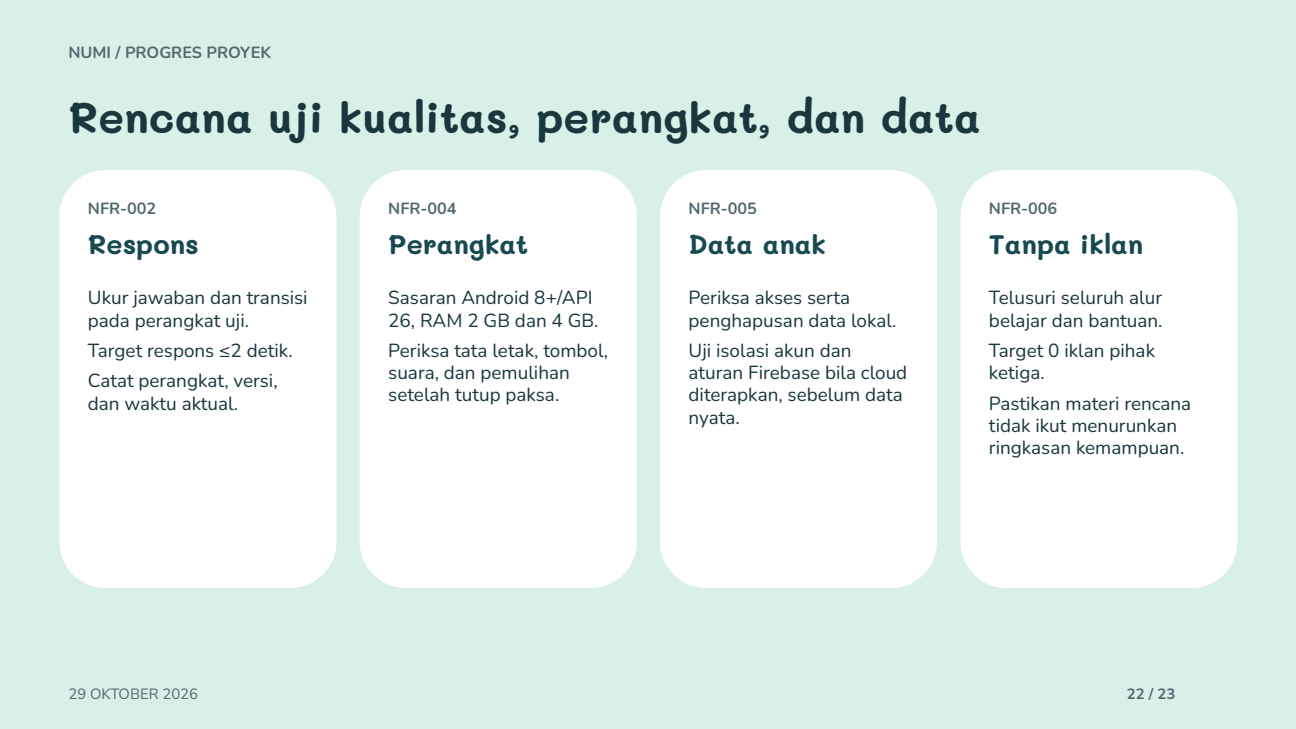 NUMI / PROGRES PROYEK
Rencana uji kualitas, perangkat, dan data
NFR-002
Respons
Ukur jawaban dan transisi
pada perangkat uji.
Target respons ≤2 detik.
Catat perangkat, versi,
dan waktu aktual.
NFR-004
Perangkat
Sasaran Android 8+/API
26, RAM 2 GB dan 4 GB.
Periksa tata letak, tombol,
suara, dan pemulihan
setelah tutup paksa.
NFR-005
Data anak
Periksa akses serta
penghapusan data lokal.
Uji isolasi akun dan
aturan Firebase bila cloud
diterapkan, sebelum data
nyata.
NFR-006
Tanpa iklan
Telusuri seluruh alur
belajar dan bantuan.
Target 0 iklan pihak
ketiga.
Pastikan materi rencana
tidak ikut menurunkan
ringkasan kemampuan.
29 OKTOBER 2026
22 / 23